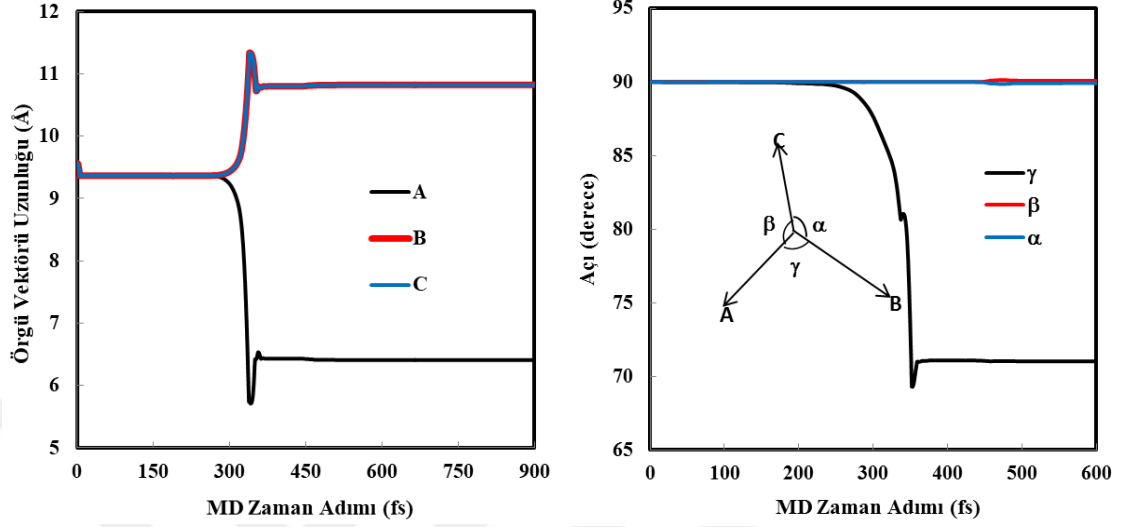 Örgü Vektörü Uzunluğu (Å)
12
11
10
9
8
7
6
5
0
150
300
450
600
750
900
MD Zaman Adımı (fs)
A
B
C
Açı (derece)
95
90
85
80
75
70
65
0
100
200
300
400
500
600
MD Zaman Adımı (fs)
C
β
α
γ
A
B
γ
β
α